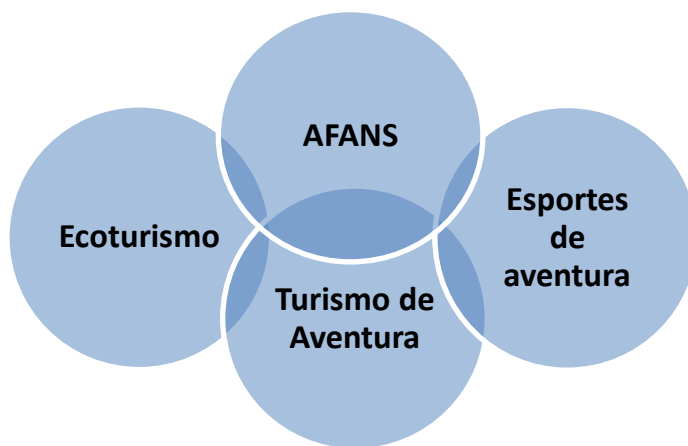 AFANS
Ecoturismo
Esportes
de
aventura
Turismo de
Aventura